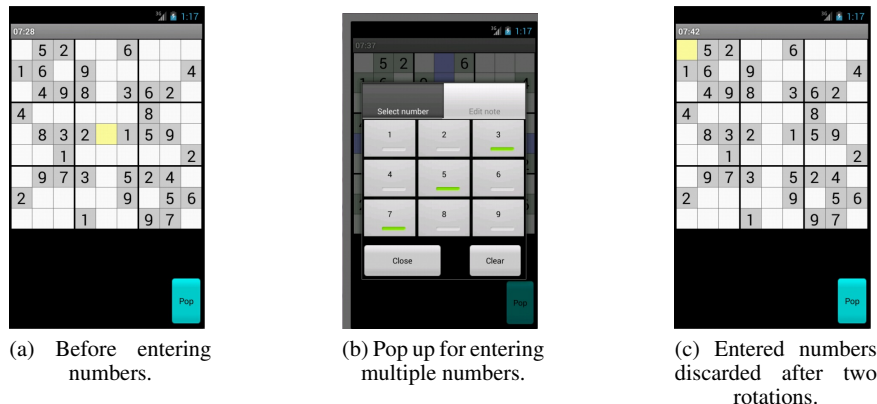 1:17
07:28
5 2 6
1 6 9 4
4 9 8 3 6 2
4 8
8 3 2 1 5 9
1 2
9 7 3 5 2 4
2 9 5 6
1 9 7
Pop
(a) Before entering
numbers.
1:17
07:37
5 2 6
Select number Edit note
1 2 3
4 5 6
7 8 9
Close Clear
Pop
(b) Pop up for entering
multiple numbers.
1:17
07:42
5 2 6
1 6 9 4
4 9 8 3 6 2
4 8
8 3 2 1 5 9
1 2
9 7 3 5 2 4
2 9 5 6
1 9 7
Pop
(c) Entered numbers
discarded after two
rotations.